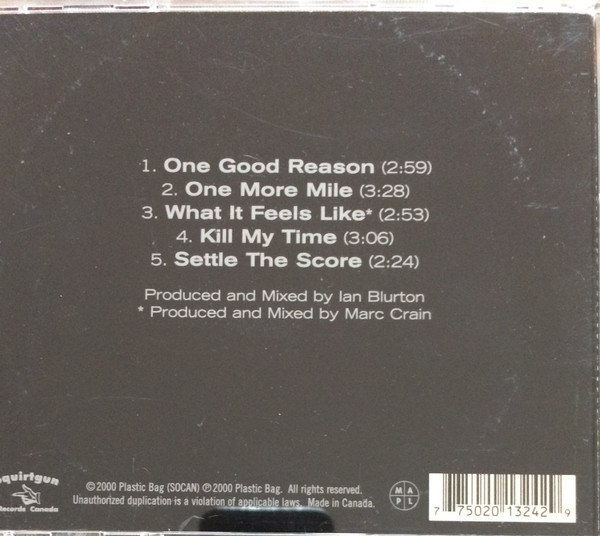 1. One Good Reason (2:59)
2. One More Mile (3:28)
3. What It Feels Like* (2:53)
4. Kill My Time (3:06)
5. Settle The Score (2:24)
Produced and Mixed by Ian Blurton
* Produced and Mixed by Marc Crain
squirtgun
Records Canada
©2000 Plastic Bag (SOCAN) ℗2000 Plastic Bag. All rights reserved.
Unauthorized duplication is a violation of applicable laws. Made in Canada.
M A
P L
7 75020 13242 9